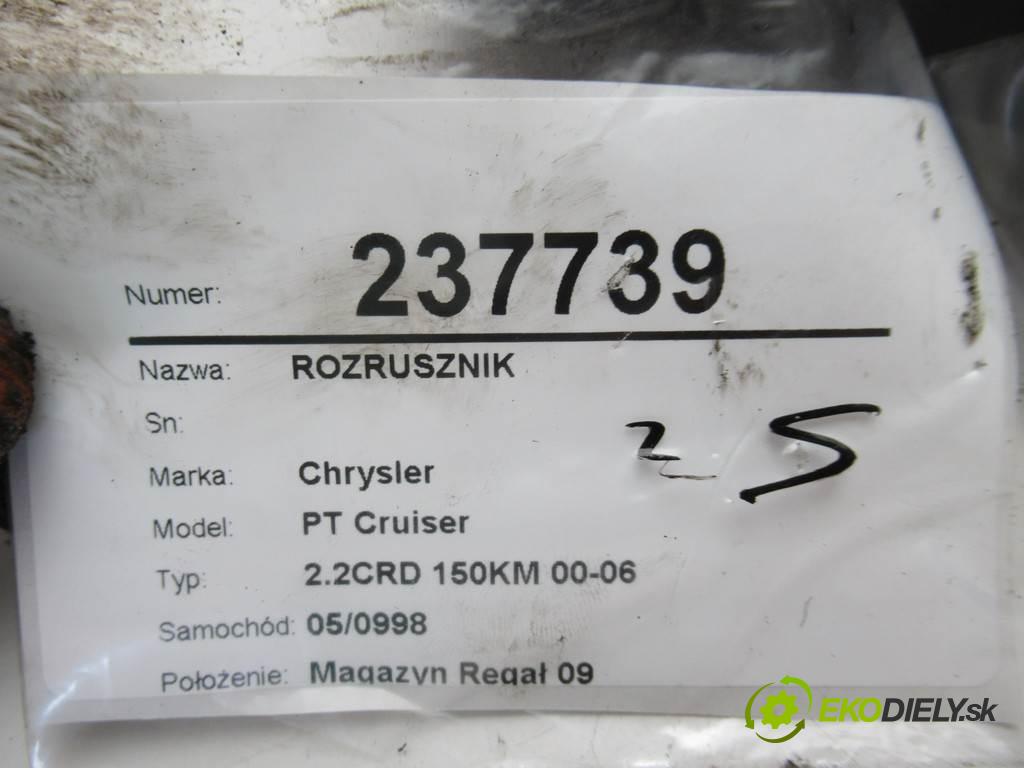 Numer: 237739
Nazwa: ROZRUSZNIK
Sn:
25
Marka: Chrysler
Model: PT Cruiser
Typ: 2.2CRD 150KM 00-06
Samochód: 05/0998
Położenie: Magazyn Regał 09
EKODIELY.sk